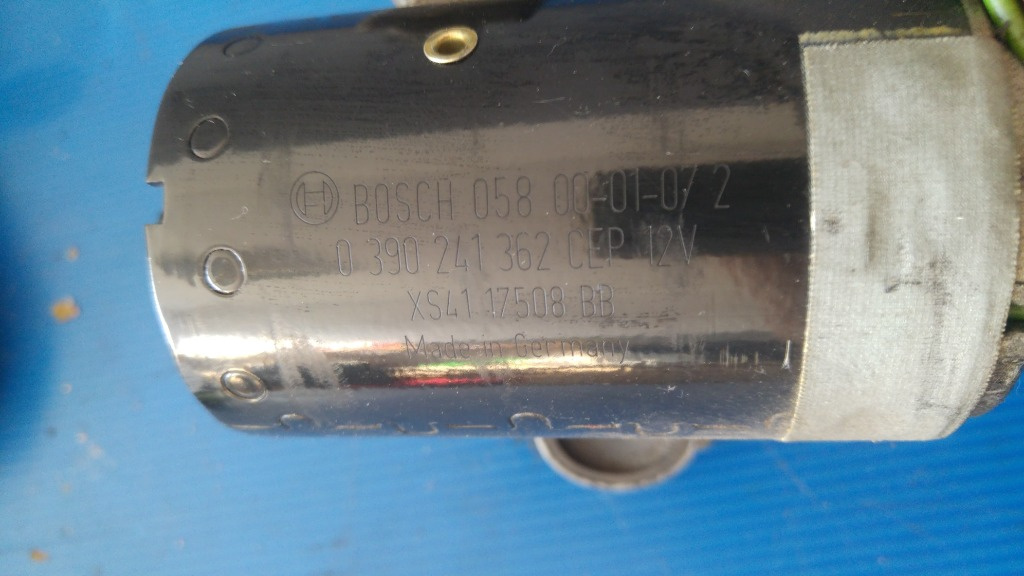 BOSCH 058 00-01-07 2
0 390 241 362 CEP 12V
XS41 17508 BB
Made in Germany